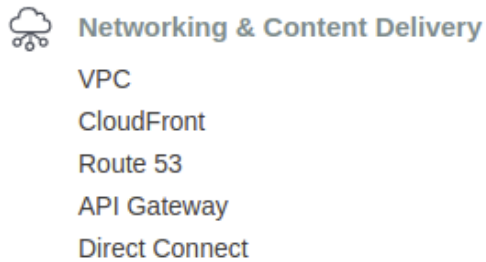 Networking & Content Delivery
VPC
CloudFront
Route 53
API Gateway
Direct Connect